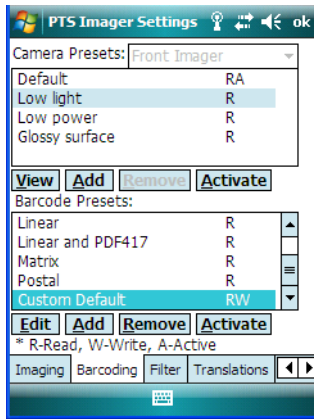 PTS Imager Settings ok
Camera Presets: Front Imager
Default RA
Low light R
Low power R
Glossy surface R
View Add Remove Activate
Barcode Presets:
Linear R
Linear and PDF417 R
Matrix R
Postal R
Custom Default RW
Edit Add Remove Activate
* R-Read, W-Write, A-Active
Imaging Barcoding Filter Translations